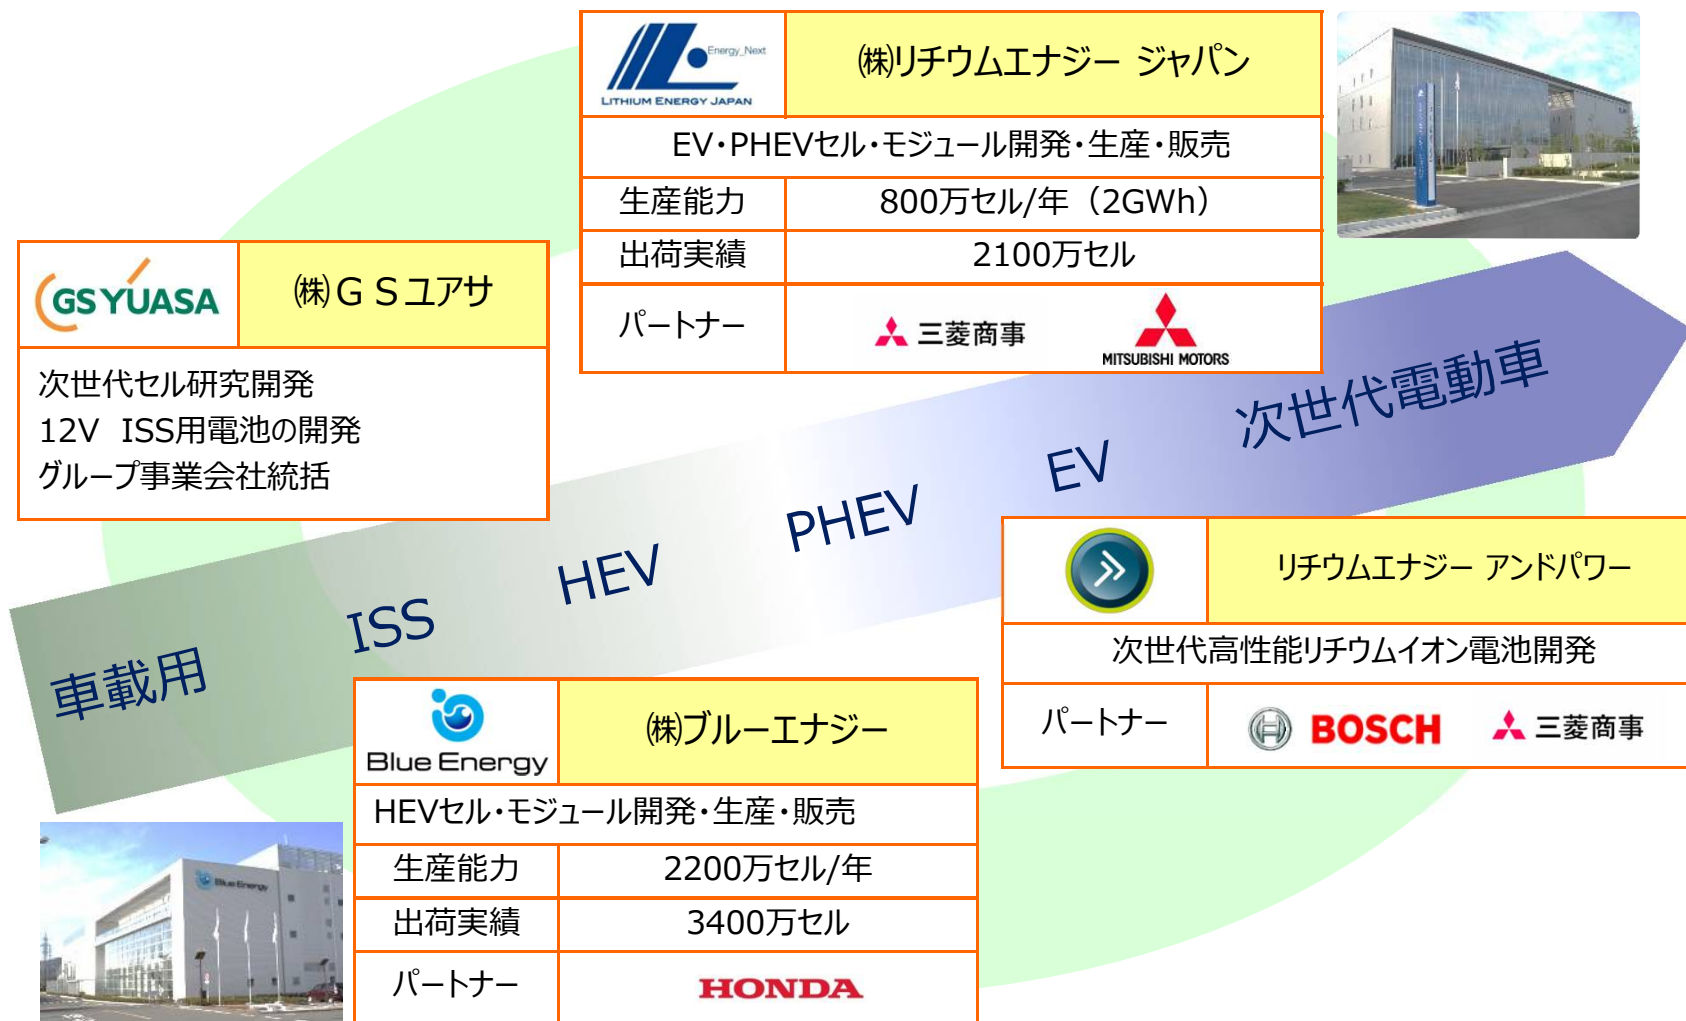 Energy_Next
LITHIUM ENERGY JAPAN
㈱リチウムエナジー ジャパン
EV・PHEVセル・モジュール開発・生産・販売
生産能力 800万セル/年（2GWh）
出荷実績 2100万セル
パートナー 三菱商事 MITSUBISHI MOTORS
GS YUASA
㈱ＧＳユアサ
次世代セル研究開発
12V ISS用電池の開発
グループ事業会社統括
車載用 ISS HEV PHEV EV 次世代電動車
リチウムエナジー アンドパワー
次世代高性能リチウムイオン電池開発
パートナー BOSCH 三菱商事
Blue Energy
㈱ブルーエナジー
HEVセル・モジュール開発・生産・販売
生産能力 2200万セル/年
出荷実績 3400万セル
パートナー HONDA
Blue Energy